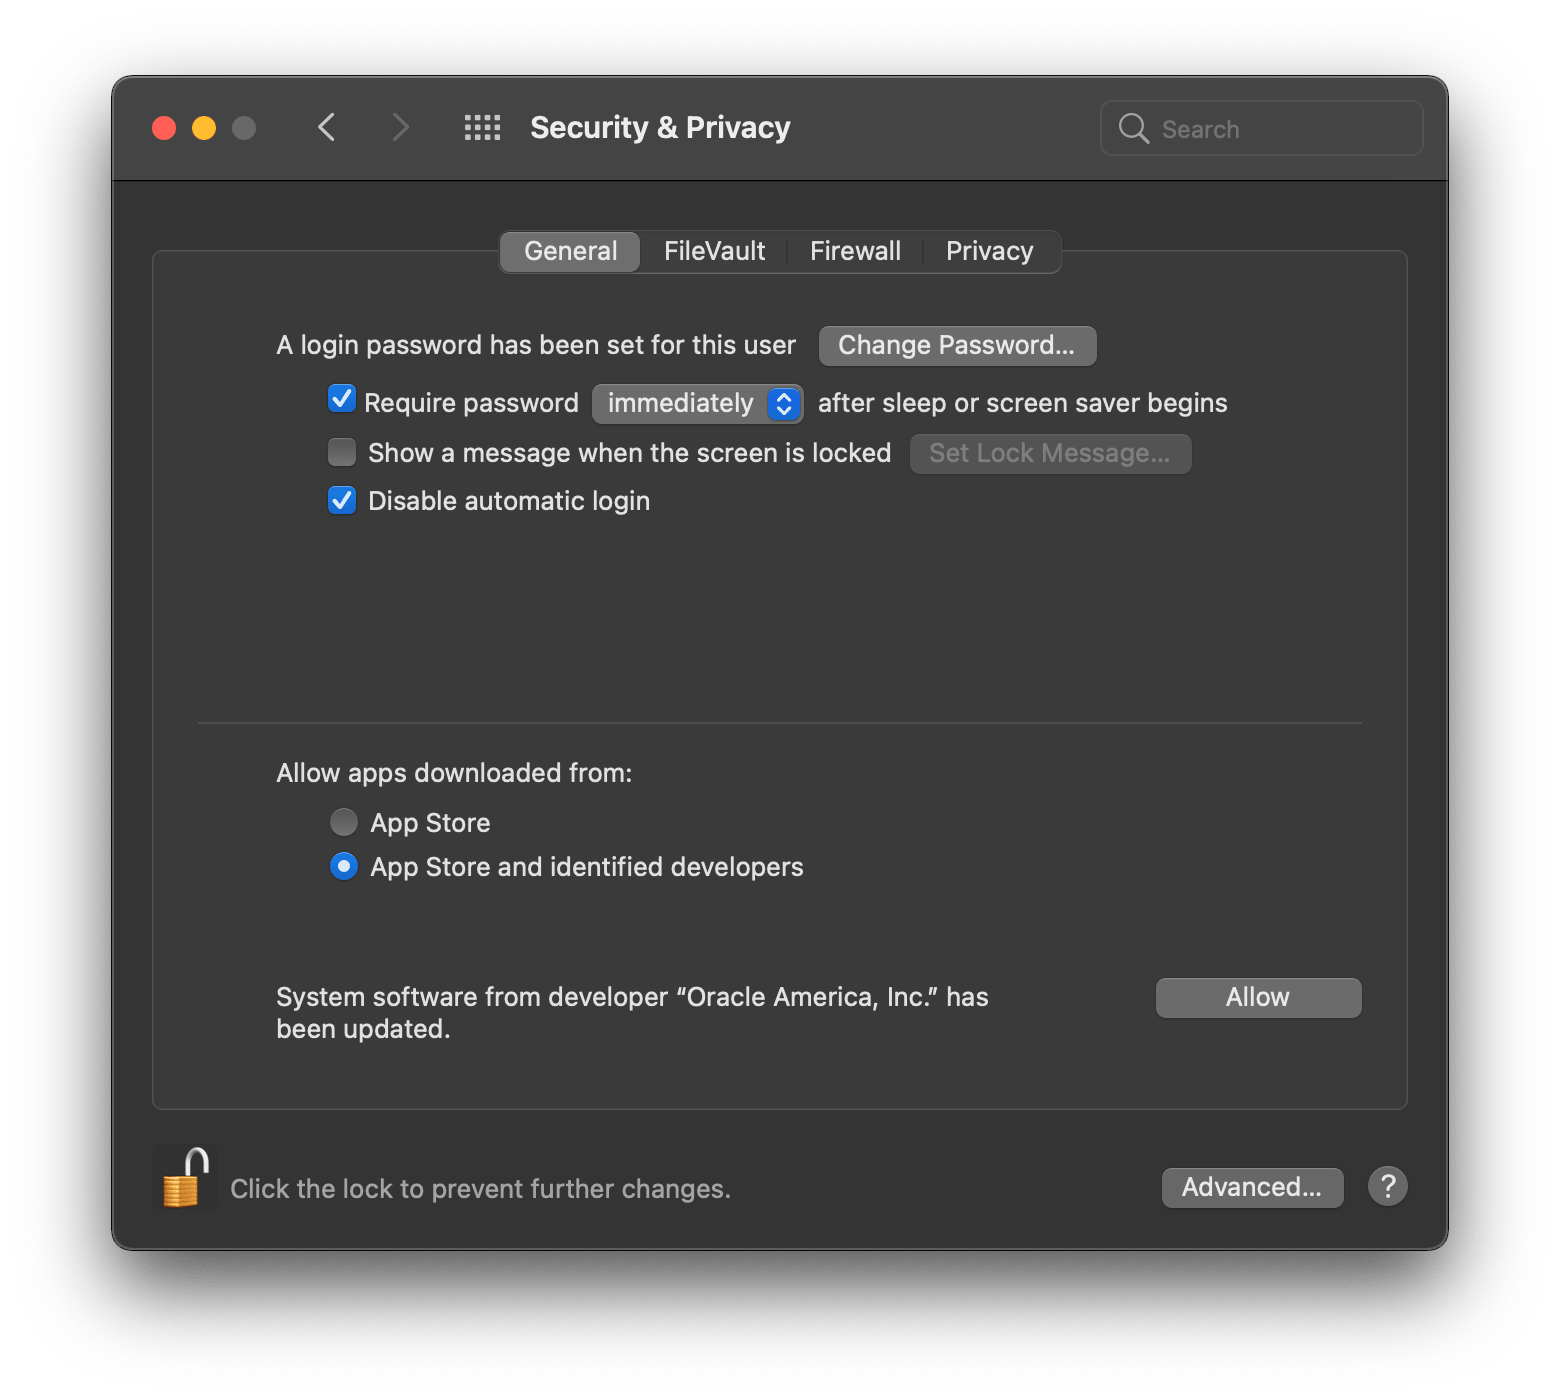 Security & Privacy
Search
General FileVault Firewall Privacy
A login password has been set for this user Change Password...
Require password immediately after sleep or screen saver begins
Show a message when the screen is locked Set Lock Message...
Disable automatic login
Allow apps downloaded from:
App Store
App Store and identified developers
System software from developer “Oracle America, Inc.” has
been updated.
Allow
Click the lock to prevent further changes.
Advanced...
?